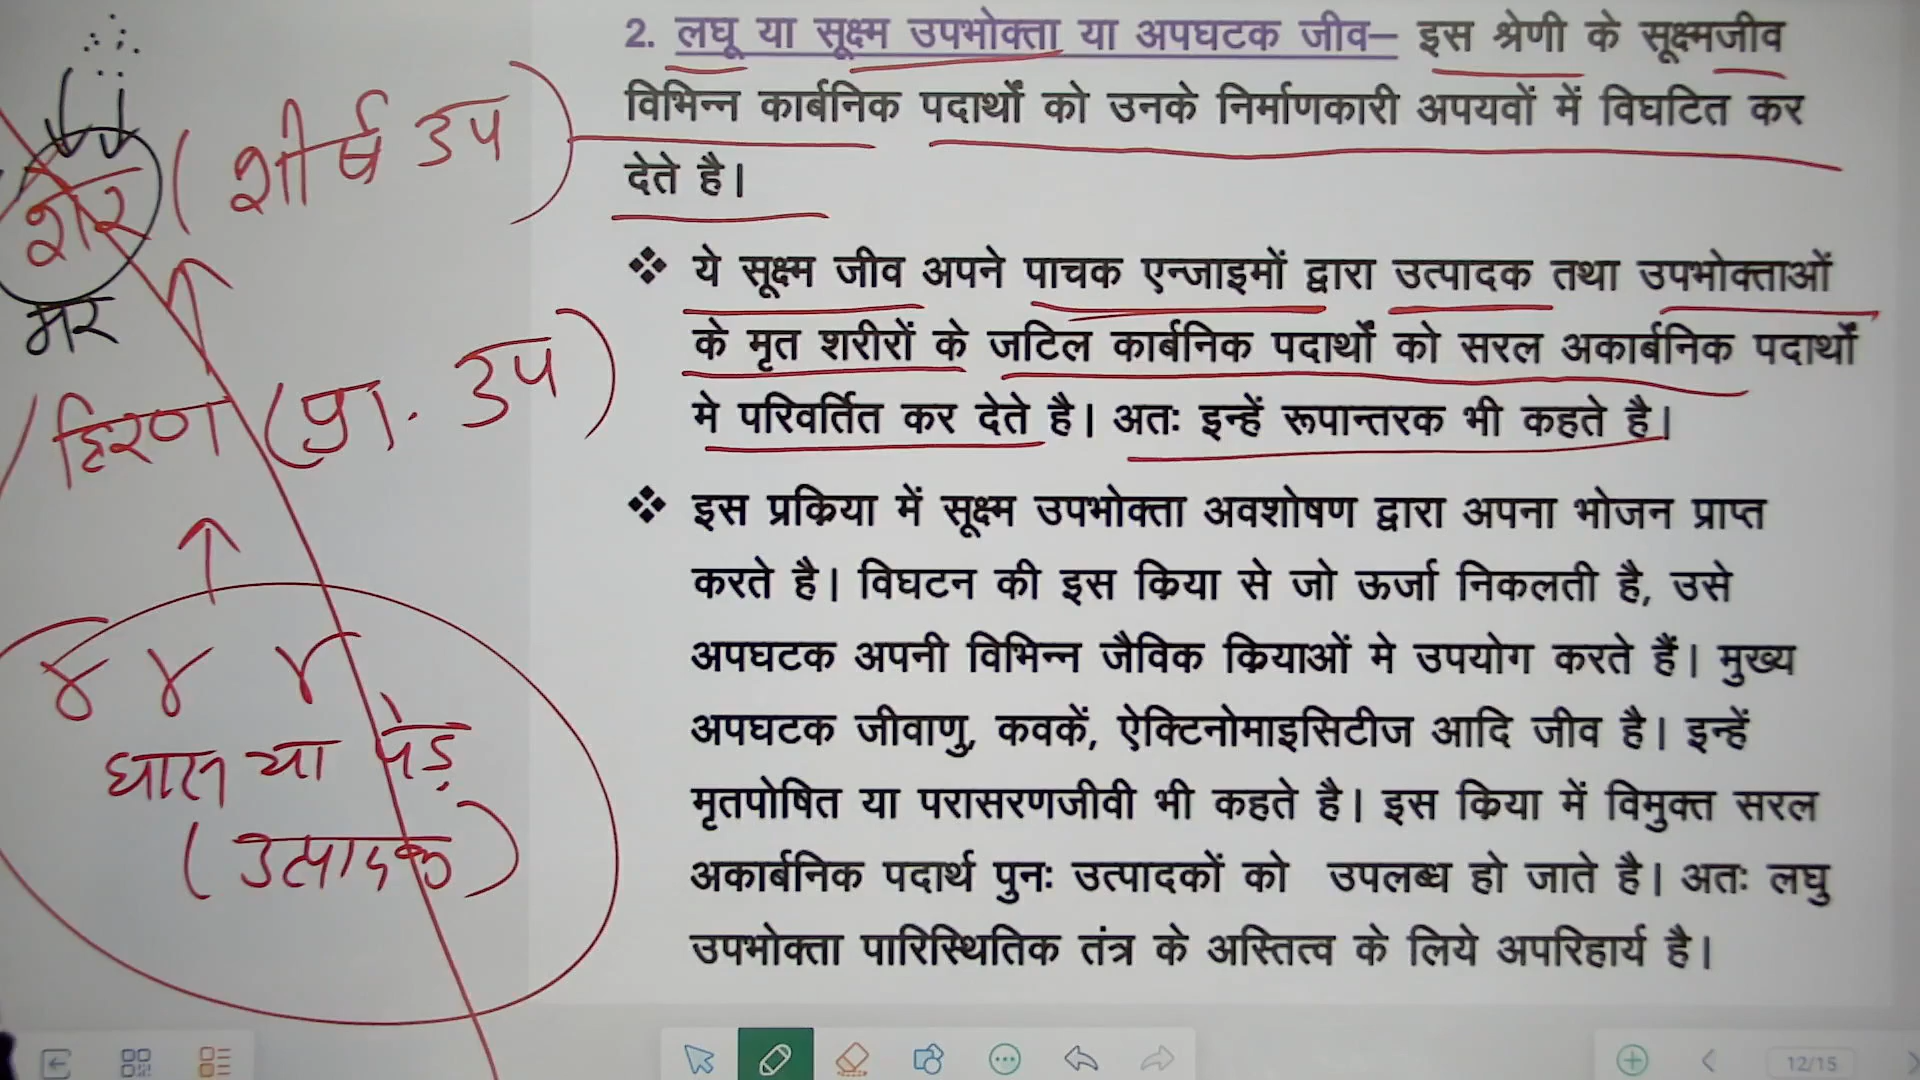 2. लघू या सूक्ष्म उपभोक्ता या अपघटक जीव– इस श्रेणी के सूक्ष्मजीव
विभिन्न कार्बनिक पदार्थों को उनके निर्माणकारी अपयवों में विघटित कर
देते है।
❖ ये सूक्ष्म जीव अपने पाचक एन्जाइमों द्वारा उत्पादक तथा उपभोक्ताओं
के मृत शरीरों के जटिल कार्बनिक पदार्थों को सरल अकार्बनिक पदार्थों
मे परिवर्तित कर देते है। अतः इन्हें रूपान्तरक भी कहते है।
❖ इस प्रक्रिया में सूक्ष्म उपभोक्ता अवशोषण द्वारा अपना भोजन प्राप्त
करते है। विघटन की इस क्रिया से जो ऊर्जा निकलती है, उसे
अपघटक अपनी विभिन्न जैविक क्रियाओं मे उपयोग करते हैं। मुख्य
अपघटक जीवाणु, कवकें, ऐक्टिनोमाइसिटीज आदि जीव है। इन्हें
मृतपोषित या परासरणजीवी भी कहते है। इस क्रिया में विमुक्त सरल
अकार्बनिक पदार्थ पुनः उत्पादकों को उपलब्ध हो जाते है। अतः लघु
उपभोक्ता पारिस्थितिक तंत्र के अस्तित्व के लिये अपरिहार्य है।
शेर (शीर्ष उप)
मर
हिरण (प्रा. उप)
घास या पेड़
(उत्पादक)
12/15